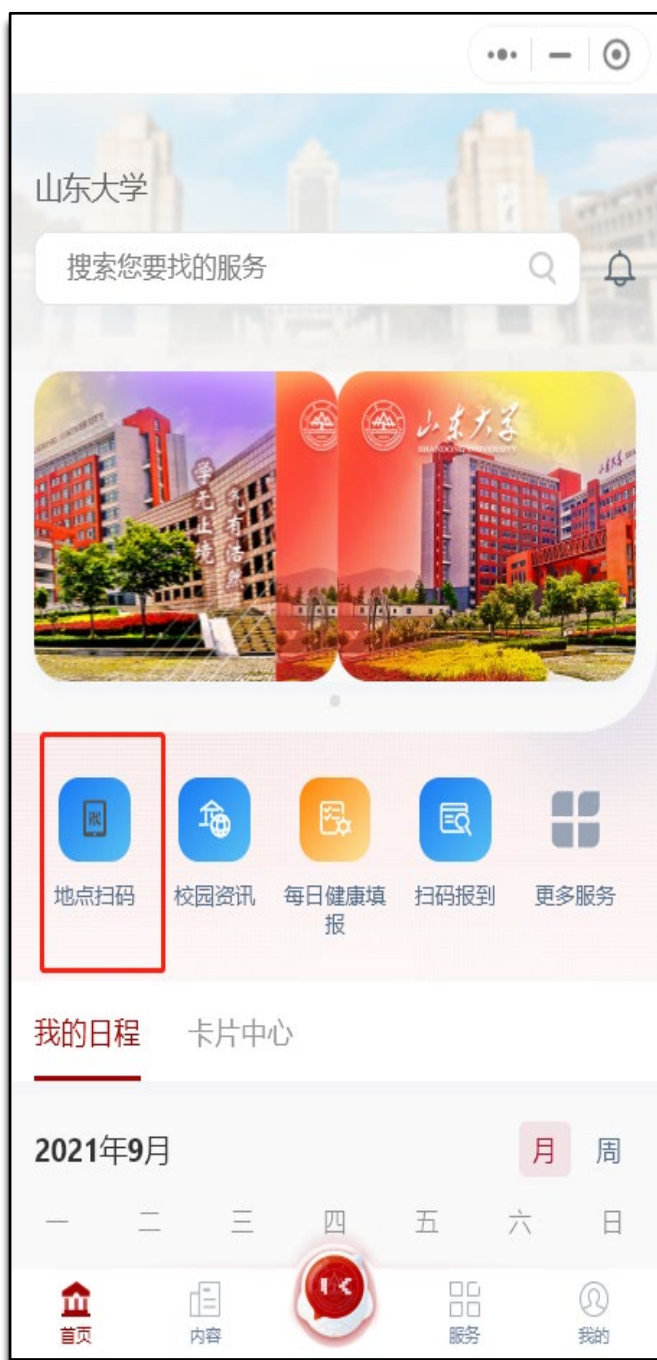 山东大学
搜索您要找的服务
学无止境
气有浩然
山东大学
SHANDONG UNIVERSITY
地点扫码
校园资讯
每日健康填
报
扫码报到
更多服务
我的日程
卡片中心
2021年9月
月
周
一 二 三 四 五 六 日
首页
内容
服务
我的